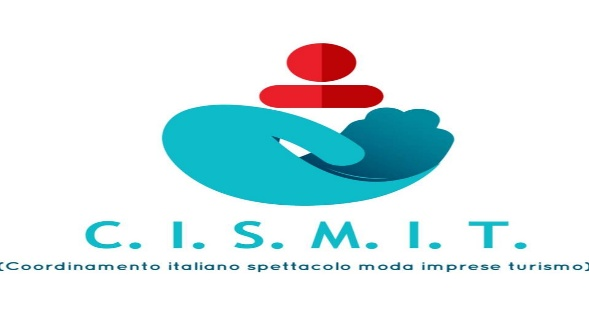 C. I. S. M. I. T.
(Coordinamento italiano spettacolo moda imprese turismo)